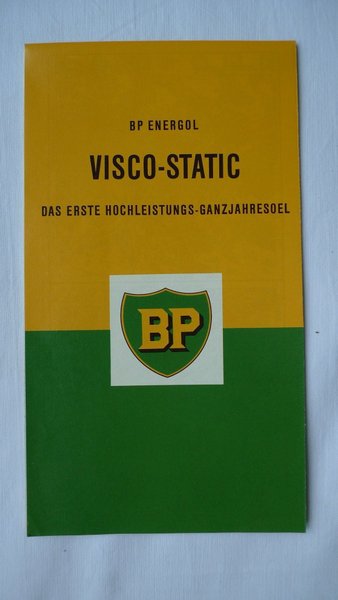 BP ENERGOL
VISCO-STATIC
DAS ERSTE HOCHLEISTUNGS-GANZJAHRESOEL
BP